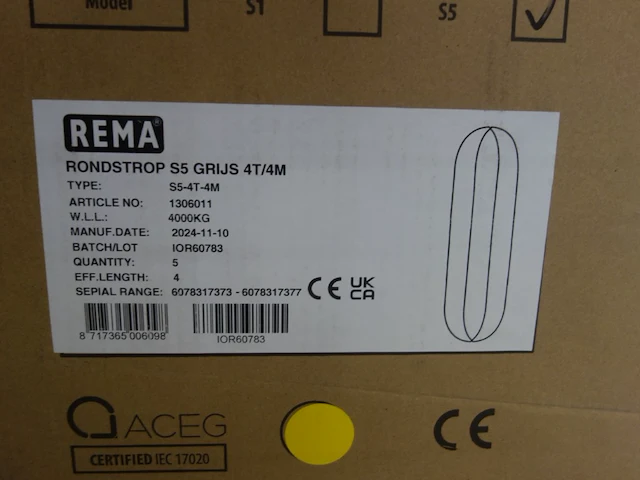 Model S1 S5
REMA®
RONDSTROP S5 GRIJS 4T/4M
TYPE: S5-4T-4M
ARTICLE NO: 1306011
W.L.L.: 4000KG
MANUF.DATE: 2024-11-10
BATCH/LOT IOR60783
QUANTITY: 5
EFF.LENGTH: 4
SERIAL RANGE: 6078317373 - 6078317377
CE UK CA
8 717365 006098 IOR60783
ACEG
CERTIFIED IEC 17020
CE